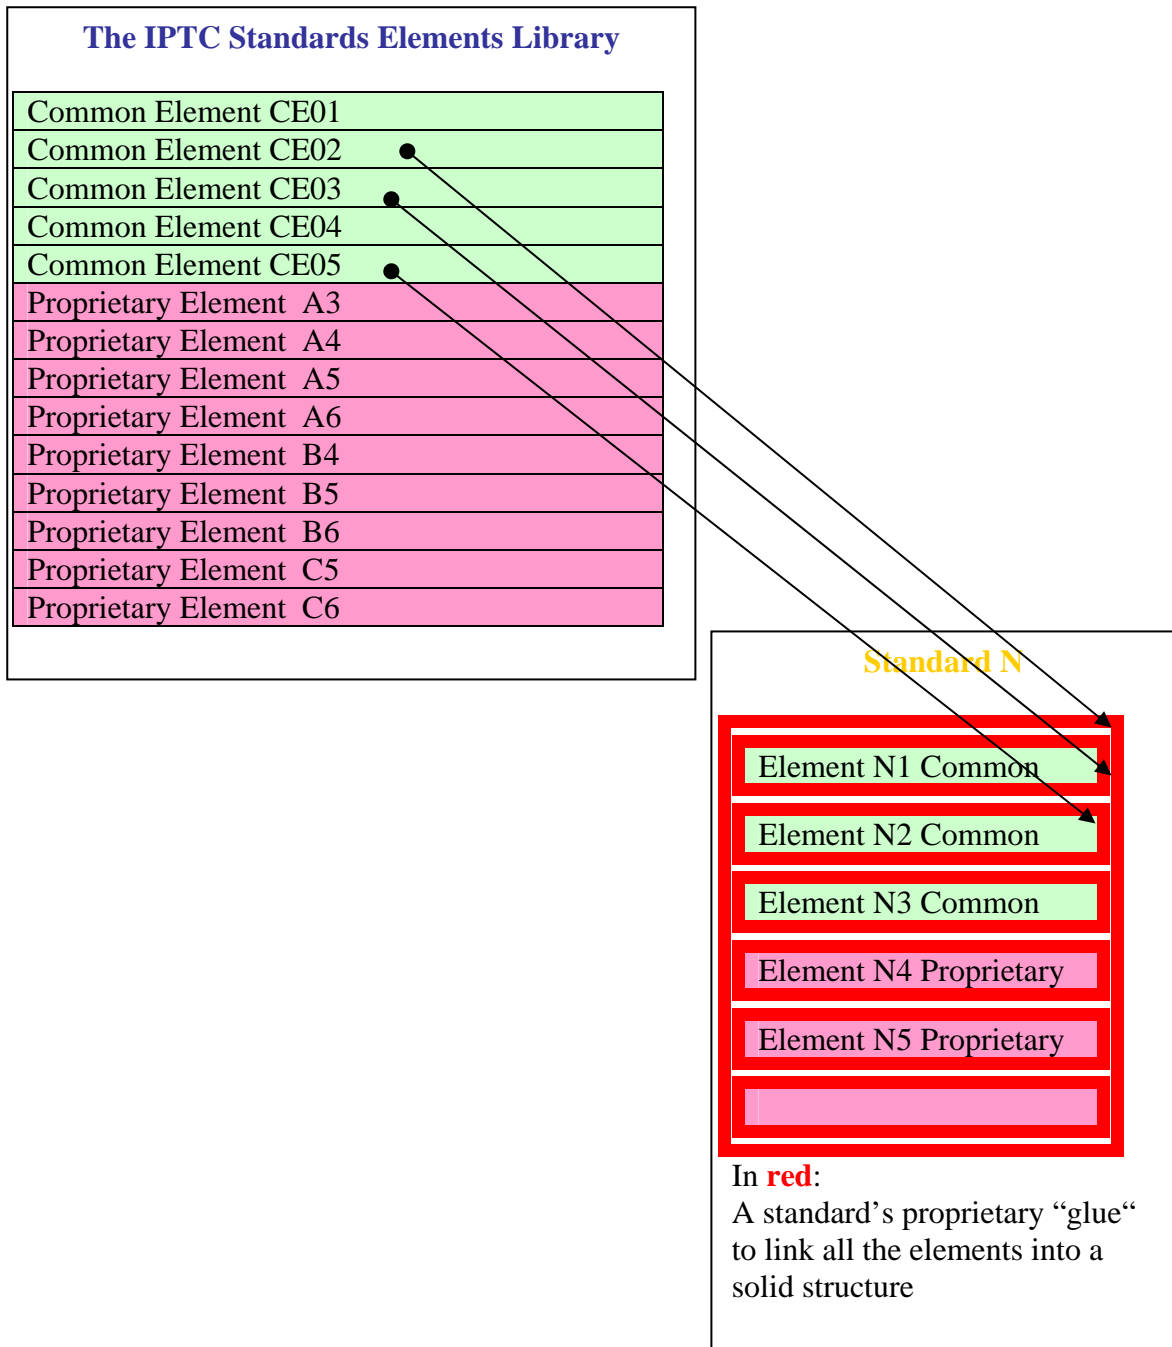 The IPTC Standards Elements Library
Common Element CE01
Common Element CE02
Common Element CE03
Common Element CE04
Common Element CE05
Proprietary Element  A3
Proprietary Element  A4
Proprietary Element  A5
Proprietary Element  A6
Proprietary Element  B4
Proprietary Element  B5
Proprietary Element  B6
Proprietary Element  C5
Proprietary Element  C6
Standard N
Element N1 Common
Element N2 Common
Element N3 Common
Element N4 Proprietary
Element N5 Proprietary
In red:
A standard’s proprietary “glue“
to link all the elements into a
solid structure